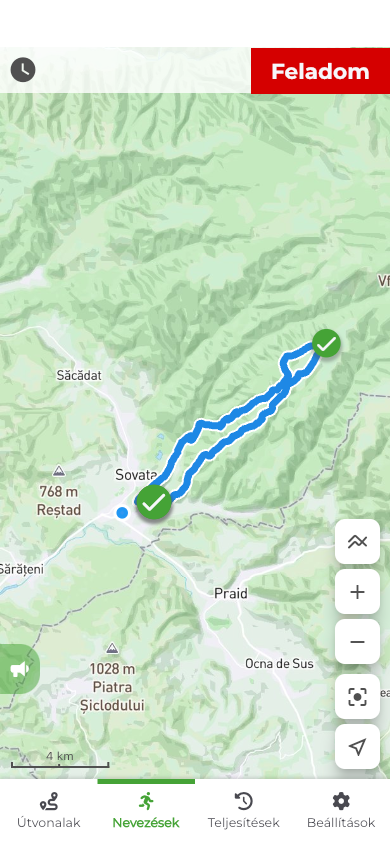 Feladom
Vf
Săcădat
Sovata
768 m
Reștad
Sărățeni
Praid
1028 m
Piatra
Șiclodului
Ocna de Sus
4 km
Útvonalak
Nevezések
Teljesítések
Beállítások